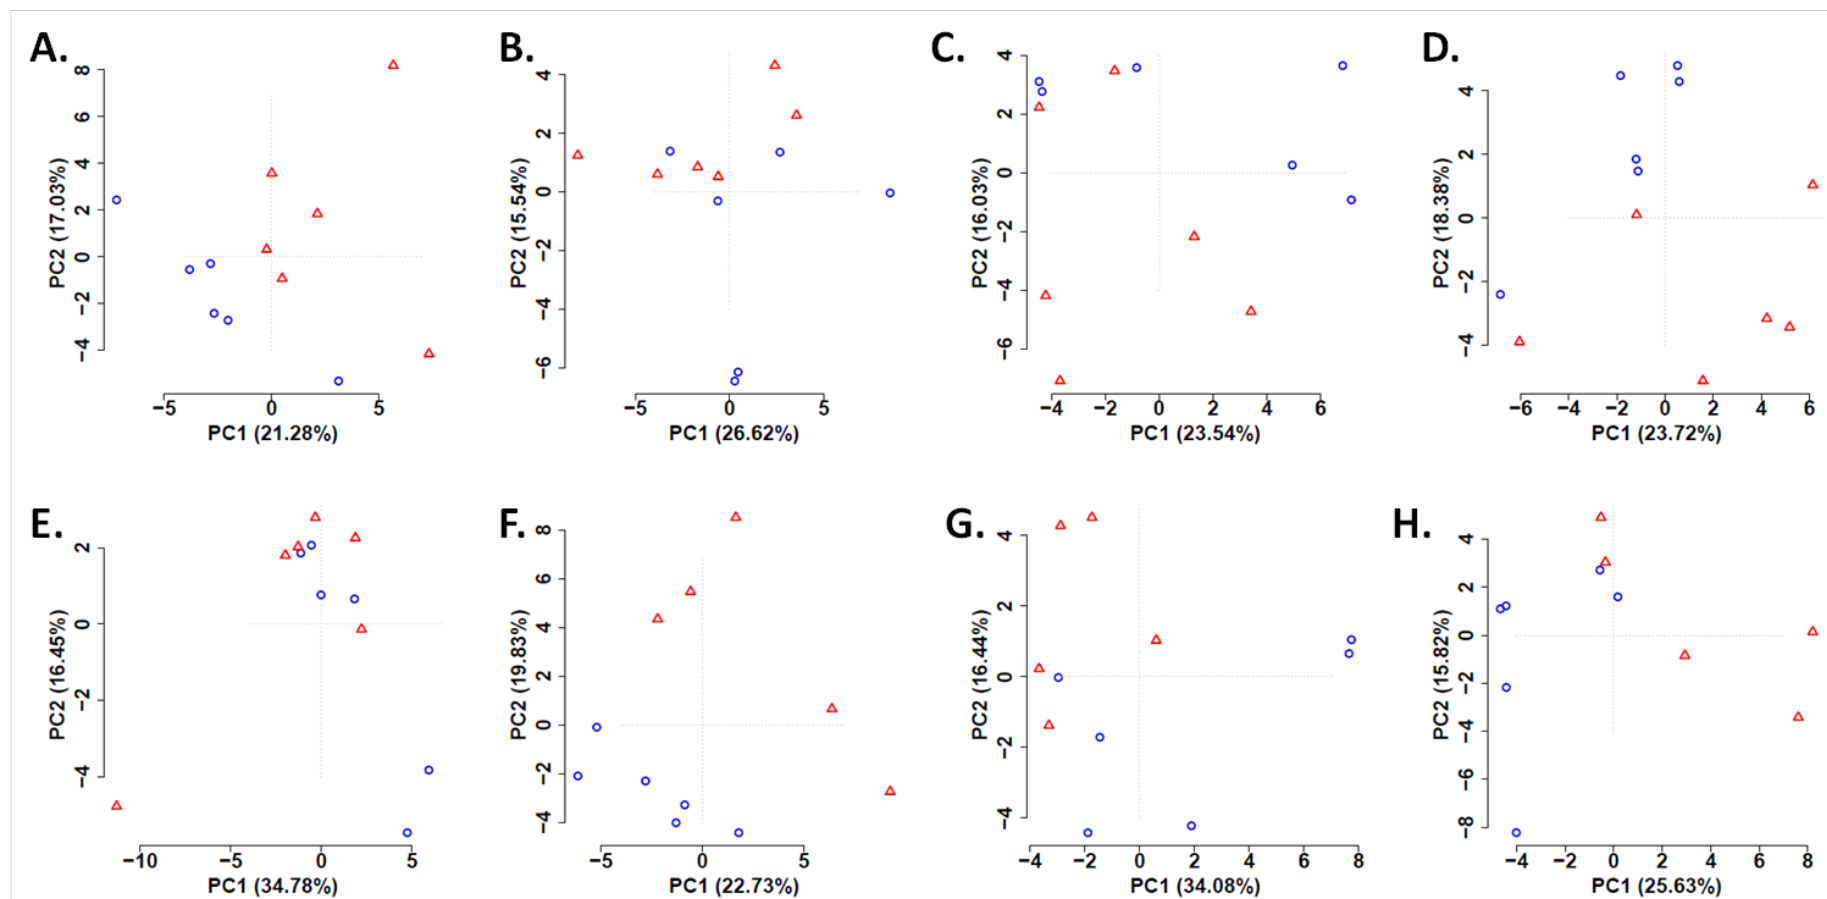 A. B. C. D.
8 6 4 2 0 −2 −4
PC2 (17.03%)
−5 0 5
PC1 (21.28%)
4 2 0 −2 −4 −6
PC2 (15.54%)
−5 0 5
PC1 (26.62%)
4 2 0 −2 −4 −6
PC2 (16.03%)
−4 −2 0 2 4 6
PC1 (23.54%)
4 2 0 −2 −4
PC2 (18.38%)
−6 −4 −2 0 2 4 6
PC1 (23.72%)
E. F. G. H.
2 0 −2 −4
PC2 (16.45%)
−10 −5 0 5
PC1 (34.78%)
8 6 4 2 0 −2 −4
PC2 (19.83%)
−5 0 5
PC1 (22.73%)
4 2 0 −2 −4
PC2 (16.44%)
−4 −2 0 2 4 6 8
PC1 (34.08%)
4 2 0 −2 −4 −6 −8
PC2 (15.82%)
−4 −2 0 2 4 6 8
PC1 (25.63%)